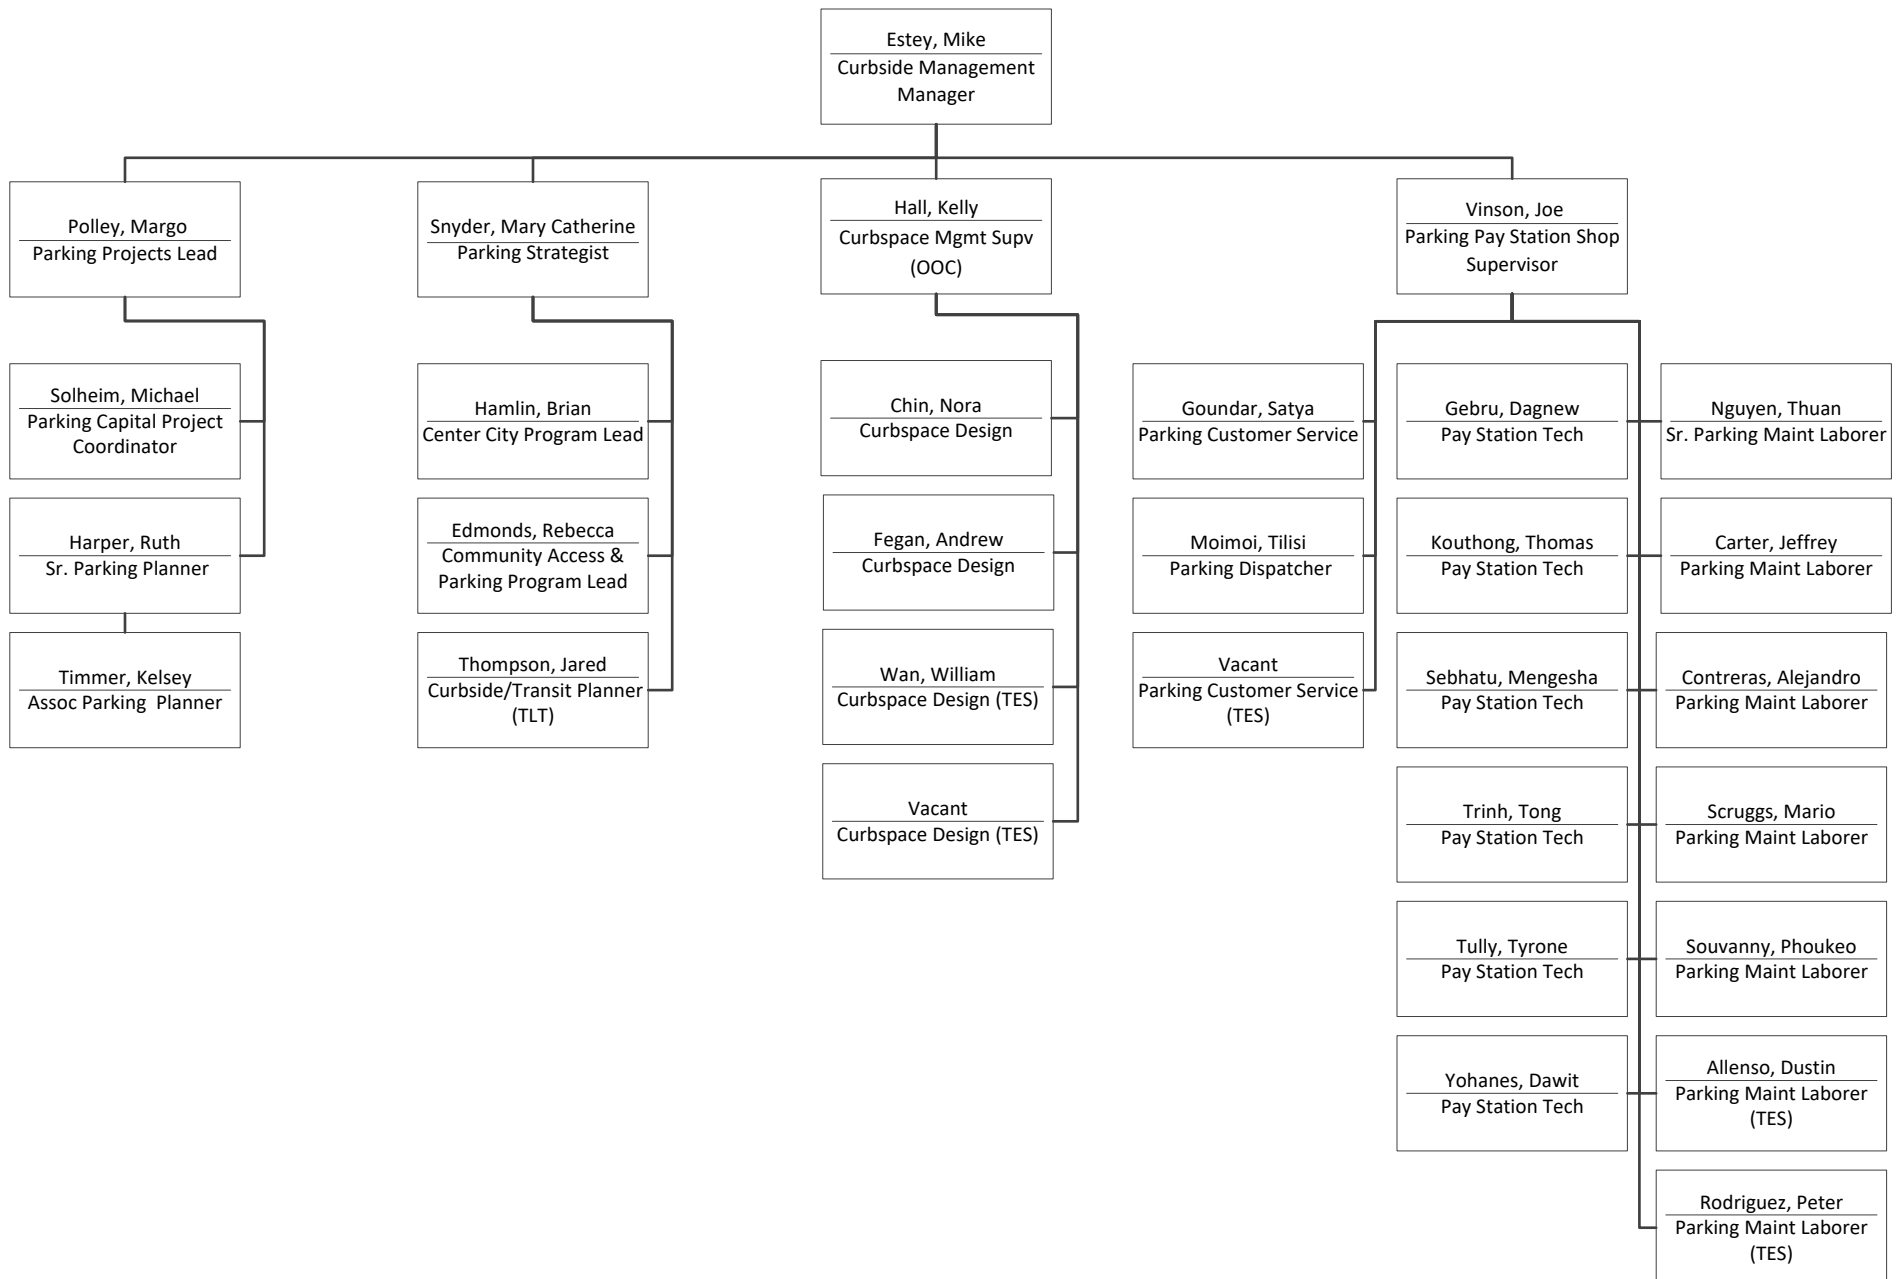 Estey, Mike
Curbside Management
Manager
Polley, Margo
Parking Projects Lead
Snyder, Mary Catherine
Parking Strategist
Hall, Kelly
Curbspace Mgmt Supv
(OOC)
Vinson, Joe
Parking Pay Station Shop
Supervisor
Solheim, Michael
Parking Capital Project
Coordinator
Harper, Ruth
Sr. Parking Planner
Timmer, Kelsey
Assoc Parking  Planner
Hamlin, Brian
Center City Program Lead
Edmonds, Rebecca
Community Access &
Parking Program Lead
Thompson, Jared
Curbside/Transit Planner
(TLT)
Chin, Nora
Curbspace Design
Fegan, Andrew
Curbspace Design
Wan, William
Curbspace Design (TES)
Vacant
Curbspace Design (TES)
Goundar, Satya
Parking Customer Service
Moimoi, Tilisi
Parking Dispatcher
Vacant
Parking Customer Service
(TES)
Gebru, Dagnew
Pay Station Tech
Kouthong, Thomas
Pay Station Tech
Sebhatu, Mengesha
Pay Station Tech
Trinh, Tong
Pay Station Tech
Tully, Tyrone
Pay Station Tech
Yohanes, Dawit
Pay Station Tech
Nguyen, Thuan
Sr. Parking Maint Laborer
Carter, Jeffrey
Parking Maint Laborer
Contreras, Alejandro
Parking Maint Laborer
Scruggs, Mario
Parking Maint Laborer
Souvanny, Phoukeo
Parking Maint Laborer
Allenso, Dustin
Parking Maint Laborer
(TES)
Rodriguez, Peter
Parking Maint Laborer
(TES)